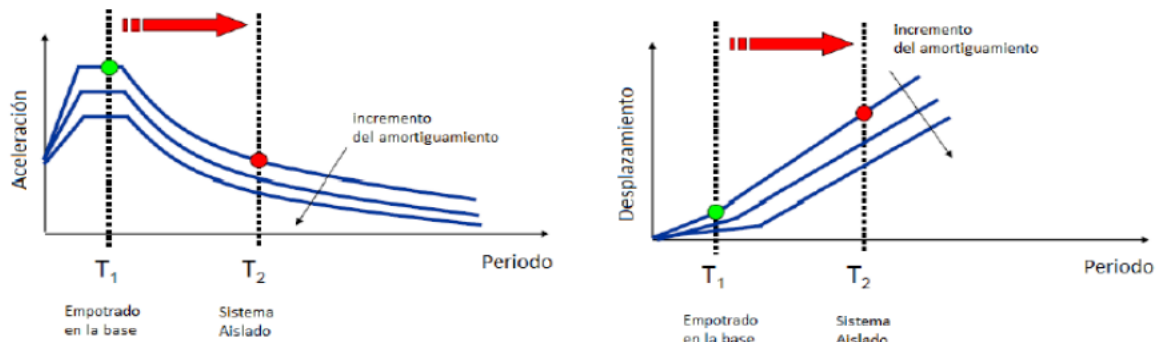 Aceleración
incremento
del amortiguamiento
T1
T2
Periodo
Empotrado
en la base
Sistema
Aislado
Desplazamiento
incremento
del amortiguamiento
T1
T2
Periodo
Empotrado
en la base
Sistema
Aislado